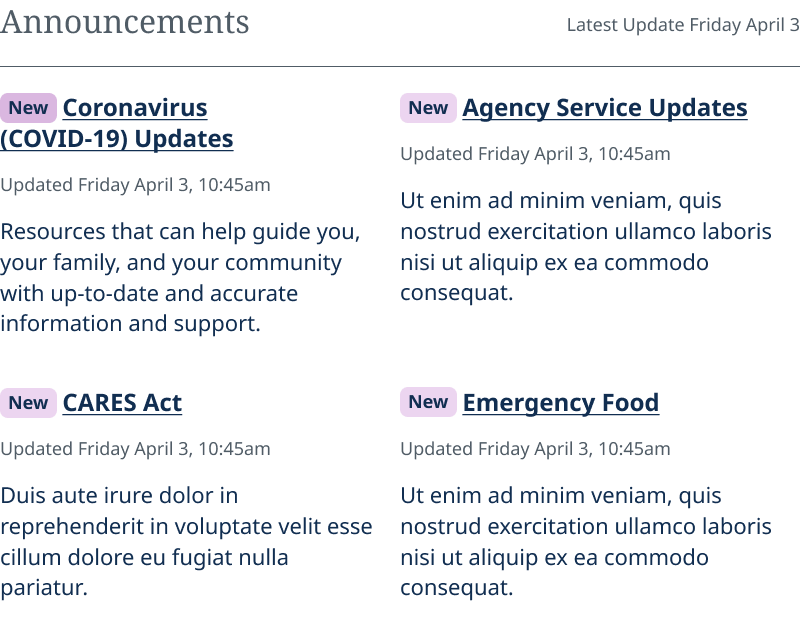 Announcements
Latest Update Friday April 3
New Coronavirus
(COVID-19) Updates
Updated Friday April 3, 10:45am
Resources that can help guide you,
your family, and your community
with up-to-date and accurate
information and support.
New Agency Service Updates
Updated Friday April 3, 10:45am
Ut enim ad minim veniam, quis
nostrud exercitation ullamco laboris
nisi ut aliquip ex ea commodo
consequat.
New CARES Act
Updated Friday April 3, 10:45am
Duis aute irure dolor in
reprehenderit in voluptate velit esse
cillum dolore eu fugiat nulla
pariatur.
New Emergency Food
Updated Friday April 3, 10:45am
Ut enim ad minim veniam, quis
nostrud exercitation ullamco laboris
nisi ut aliquip ex ea commodo
consequat.